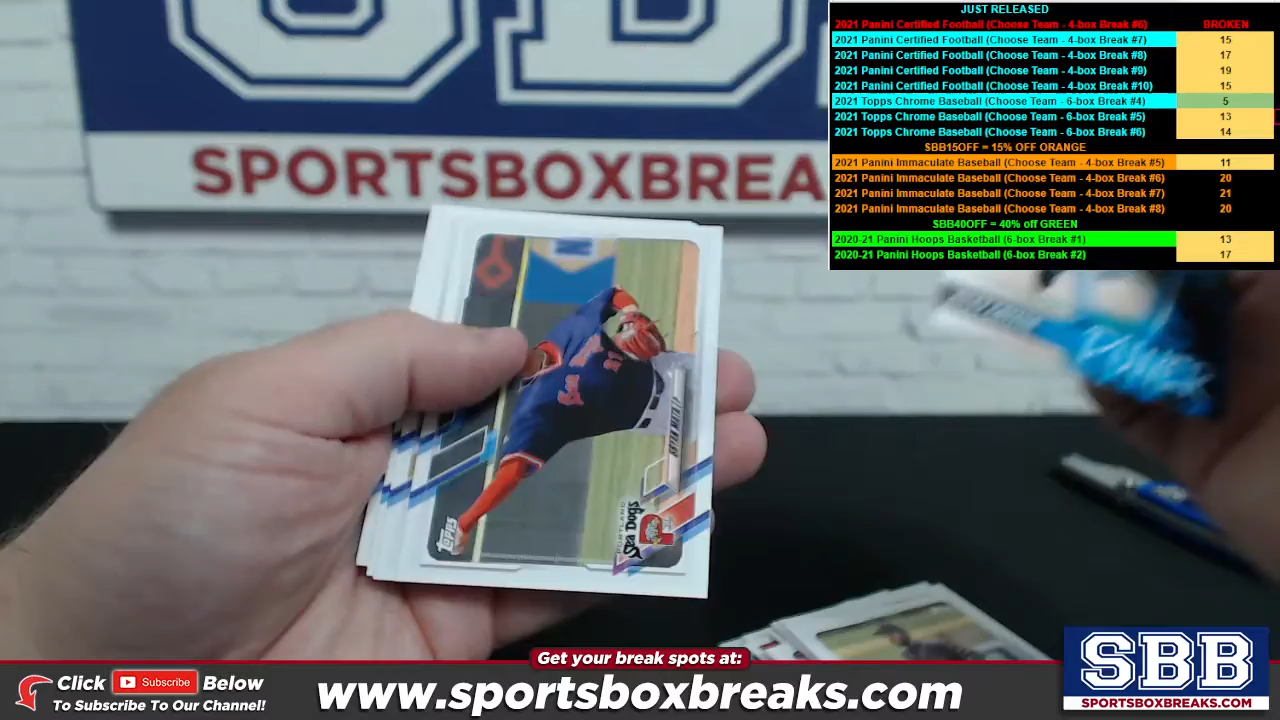 JUST RELEASED
2021 Panini Certified Football (Choose Team - 4-box Break #6) BROKEN
2021 Panini Certified Football (Choose Team - 4-box Break #7) 15
2021 Panini Certified Football (Choose Team - 4-box Break #8) 17
2021 Panini Certified Football (Choose Team - 4-box Break #9) 19
2021 Panini Certified Football (Choose Team - 4-box Break #10) 15
2021 Topps Chrome Baseball (Choose Team - 6-box Break #4) 5
2021 Topps Chrome Baseball (Choose Team - 6-box Break #5) 13
2021 Topps Chrome Baseball (Choose Team - 6-box Break #6) 14
SBB15OFF = 15% OFF ORANGE
2021 Panini Immaculate Baseball (Choose Team - 4-box Break #5) 11
2021 Panini Immaculate Baseball (Choose Team - 4-box Break #6) 20
2021 Panini Immaculate Baseball (Choose Team - 4-box Break #7) 21
2021 Panini Immaculate Baseball (Choose Team - 4-box Break #8) 20
SBB40OFF = 40% off GREEN
2020-21 Panini Hoops Basketball (6-box Break #1) 13
2020-21 Panini Hoops Basketball (6-box Break #2) 17
SPORTSBOXBREA
TOPPS
PORTLAND
SEA DOGS
Get your break spots at:
Click Subscribe Below
To Subscribe To Our Channel!
www.sportsboxbreaks.com
SBB
SPORTSBOXBREAKS.COM